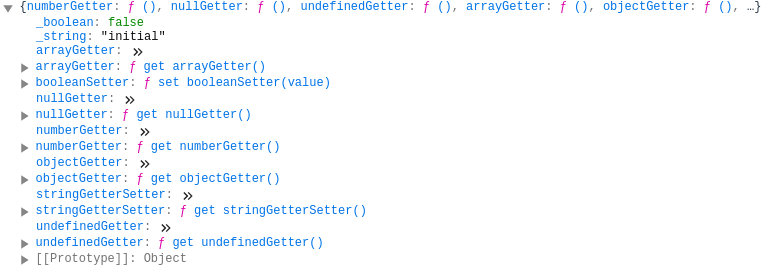 {numberGetter: ƒ (), nullGetter: ƒ (), undefinedGetter: ƒ (), arrayGetter: ƒ (), objectGetter: ƒ (), …}
_boolean: false
_string: "initial"
arrayGetter: »
arrayGetter: ƒ get arrayGetter()
booleanSetter: ƒ set booleanSetter(value)
nullGetter: »
nullGetter: ƒ get nullGetter()
numberGetter: »
numberGetter: ƒ get numberGetter()
objectGetter: »
objectGetter: ƒ get objectGetter()
stringGetterSetter: »
stringGetterSetter: ƒ get stringGetterSetter()
undefinedGetter: »
undefinedGetter: ƒ get undefinedGetter()
[[Prototype]]: Object